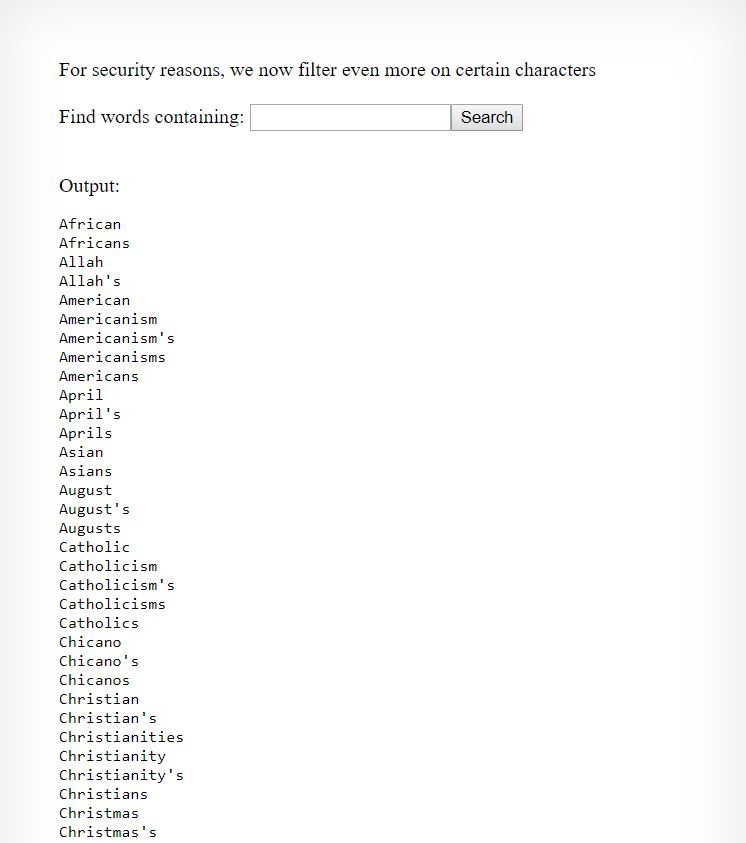 For security reasons, we now filter even more on certain characters
Find words containing: Search
Output:
African
Africans
Allah
Allah's
American
Americanism
Americanism's
Americanisms
Americans
April
April's
Aprils
Asian
Asians
August
August's
Augusts
Catholic
Catholicism
Catholicism's
Catholicisms
Catholics
Chicano
Chicano's
Chicanos
Christian
Christian's
Christianities
Christianity
Christianity's
Christians
Christmas
Christmas's